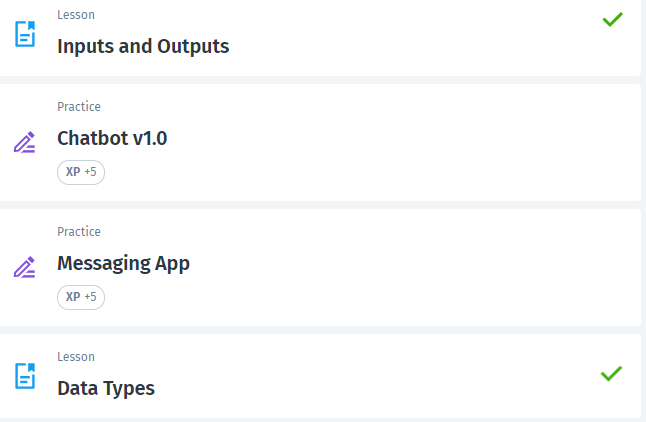 Lesson
Inputs and Outputs
Practice
Chatbot v1.0
XP +5
Practice
Messaging App
XP +5
Lesson
Data Types